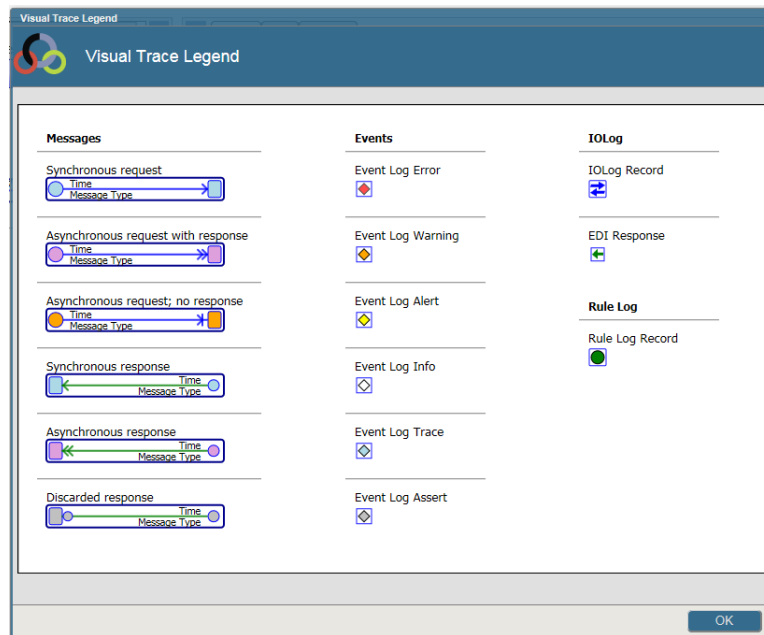 Visual Trace Legend
Visual Trace Legend
Messages
Synchronous request
Time
Message Type
Asynchronous request with response
Time
Message Type
Asynchronous request; no response
Time
Message Type
Synchronous response
Time
Message Type
Asynchronous response
Time
Message Type
Discarded response
Time
Message Type
Events
Event Log Error
Event Log Warning
Event Log Alert
Event Log Info
Event Log Trace
Event Log Assert
IOLog
IOLog Record
EDI Response
Rule Log
Rule Log Record
OK